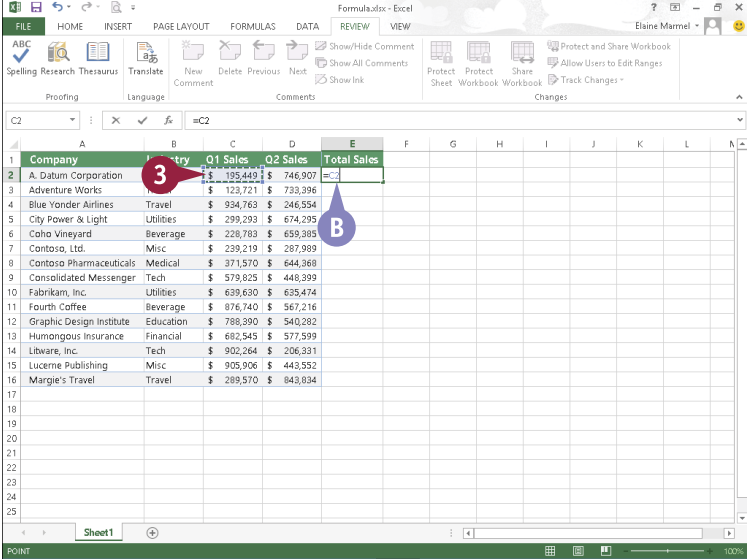 Formula.xlsx - Excel
FILE HOME INSERT PAGE LAYOUT FORMULAS DATA REVIEW VIEW Elaine Marmel
ABC
Spelling Research Thesaurus
Proofing
Translate
Language
New Comment Delete Previous Next
Show/Hide Comment
Show All Comments
Show Ink
Comments
Protect Sheet Protect Workbook Share Workbook
Protect and Share Workbook
Allow Users to Edit Ranges
Track Changes
Changes
C2 fx =C2
A B C D E F G H I J K L
1 Company Q1 Sales Q2 Sales Total Sales
2 A. Datum Corporation 3 $ 195,449 $ 746,907 =C2
3 Adventure Works $ 123,721 $ 733,396
4 Blue Yonder Airlines Travel $ 934,763 $ 246,554
5 City Power & Light Utilities $ 299,293 $ 674,295
B
6 Coho Vineyard Beverage $ 228,783 $ 659,385
7 Contoso, Ltd. Misc $ 239,219 $ 287,989
8 Contoso Pharmaceuticals Medical $ 371,570 $ 644,368
9 Consolidated Messenger Tech $ 579,825 $ 448,399
10 Fabrikam, Inc. Utilities $ 639,630 $ 635,474
11 Fourth Coffee Beverage $ 876,740 $ 567,216
12 Graphic Design Institute Education $ 788,390 $ 540,282
13 Humongous Insurance Financial $ 682,545 $ 577,599
14 Litware, Inc. Tech $ 902,264 $ 206,331
15 Lucerne Publishing Misc $ 905,906 $ 443,552
16 Margie's Travel Travel $ 289,570 $ 843,834
17
18
19
20
21
22
23
24
25
Sheet1
POINT 100%